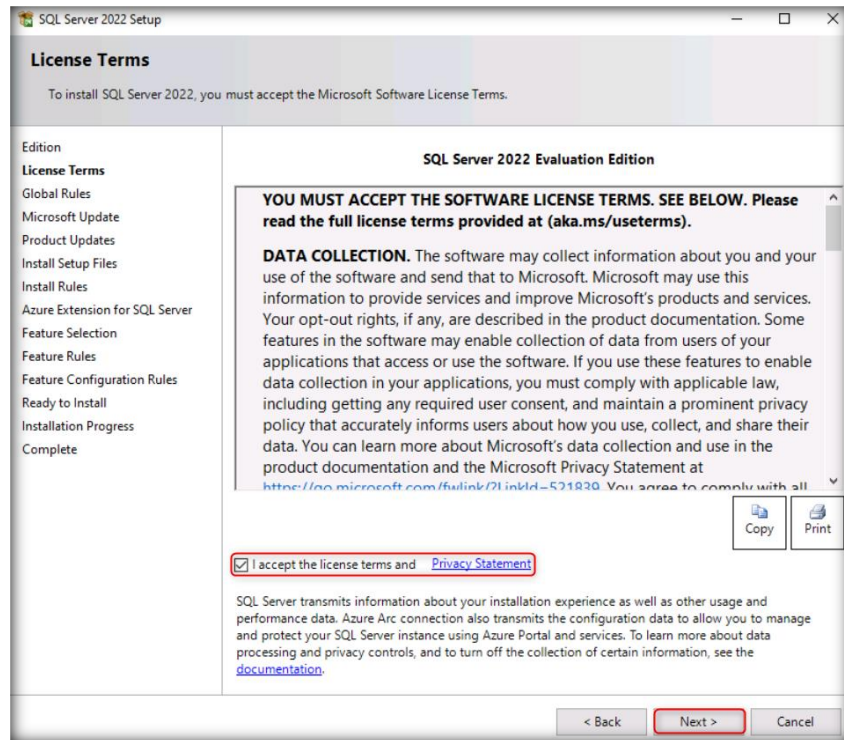 SQL Server 2022 Setup
License Terms
To install SQL Server 2022, you must accept the Microsoft Software License Terms.
Edition
License Terms
Global Rules
Microsoft Update
Product Updates
Install Setup Files
Install Rules
Azure Extension for SQL Server
Feature Selection
Feature Rules
Feature Configuration Rules
Ready to Install
Installation Progress
Complete
SQL Server 2022 Evaluation Edition
YOU MUST ACCEPT THE SOFTWARE LICENSE TERMS. SEE BELOW. Please
read the full license terms provided at (aka.ms/useterms).
DATA COLLECTION. The software may collect information about you and your
use of the software and send that to Microsoft. Microsoft may use this
information to provide services and improve Microsoft's products and services.
Your opt-out rights, if any, are described in the product documentation. Some
features in the software may enable collection of data from users of your
applications that access or use the software. If you use these features to enable
data collection in your applications, you must comply with applicable law,
including getting any required user consent, and maintain a prominent privacy
policy that accurately informs users about how you use, collect, and share their
data. You can learn more about Microsoft's data collection and use in the
product documentation and the Microsoft Privacy Statement at
https://go.microsoft.com/fwlink/?LinkId=521839. You agree to comply with all
Copy
Print
I accept the license terms and Privacy Statement
SQL Server transmits information about your installation experience as well as other usage and
performance data. Azure Arc connection also transmits the configuration data to allow you to manage
and protect your SQL Server instance using Azure Portal and services. To learn more about data
processing and privacy controls, and to turn off the collection of certain information, see the
documentation.
< Back
Next >
Cancel